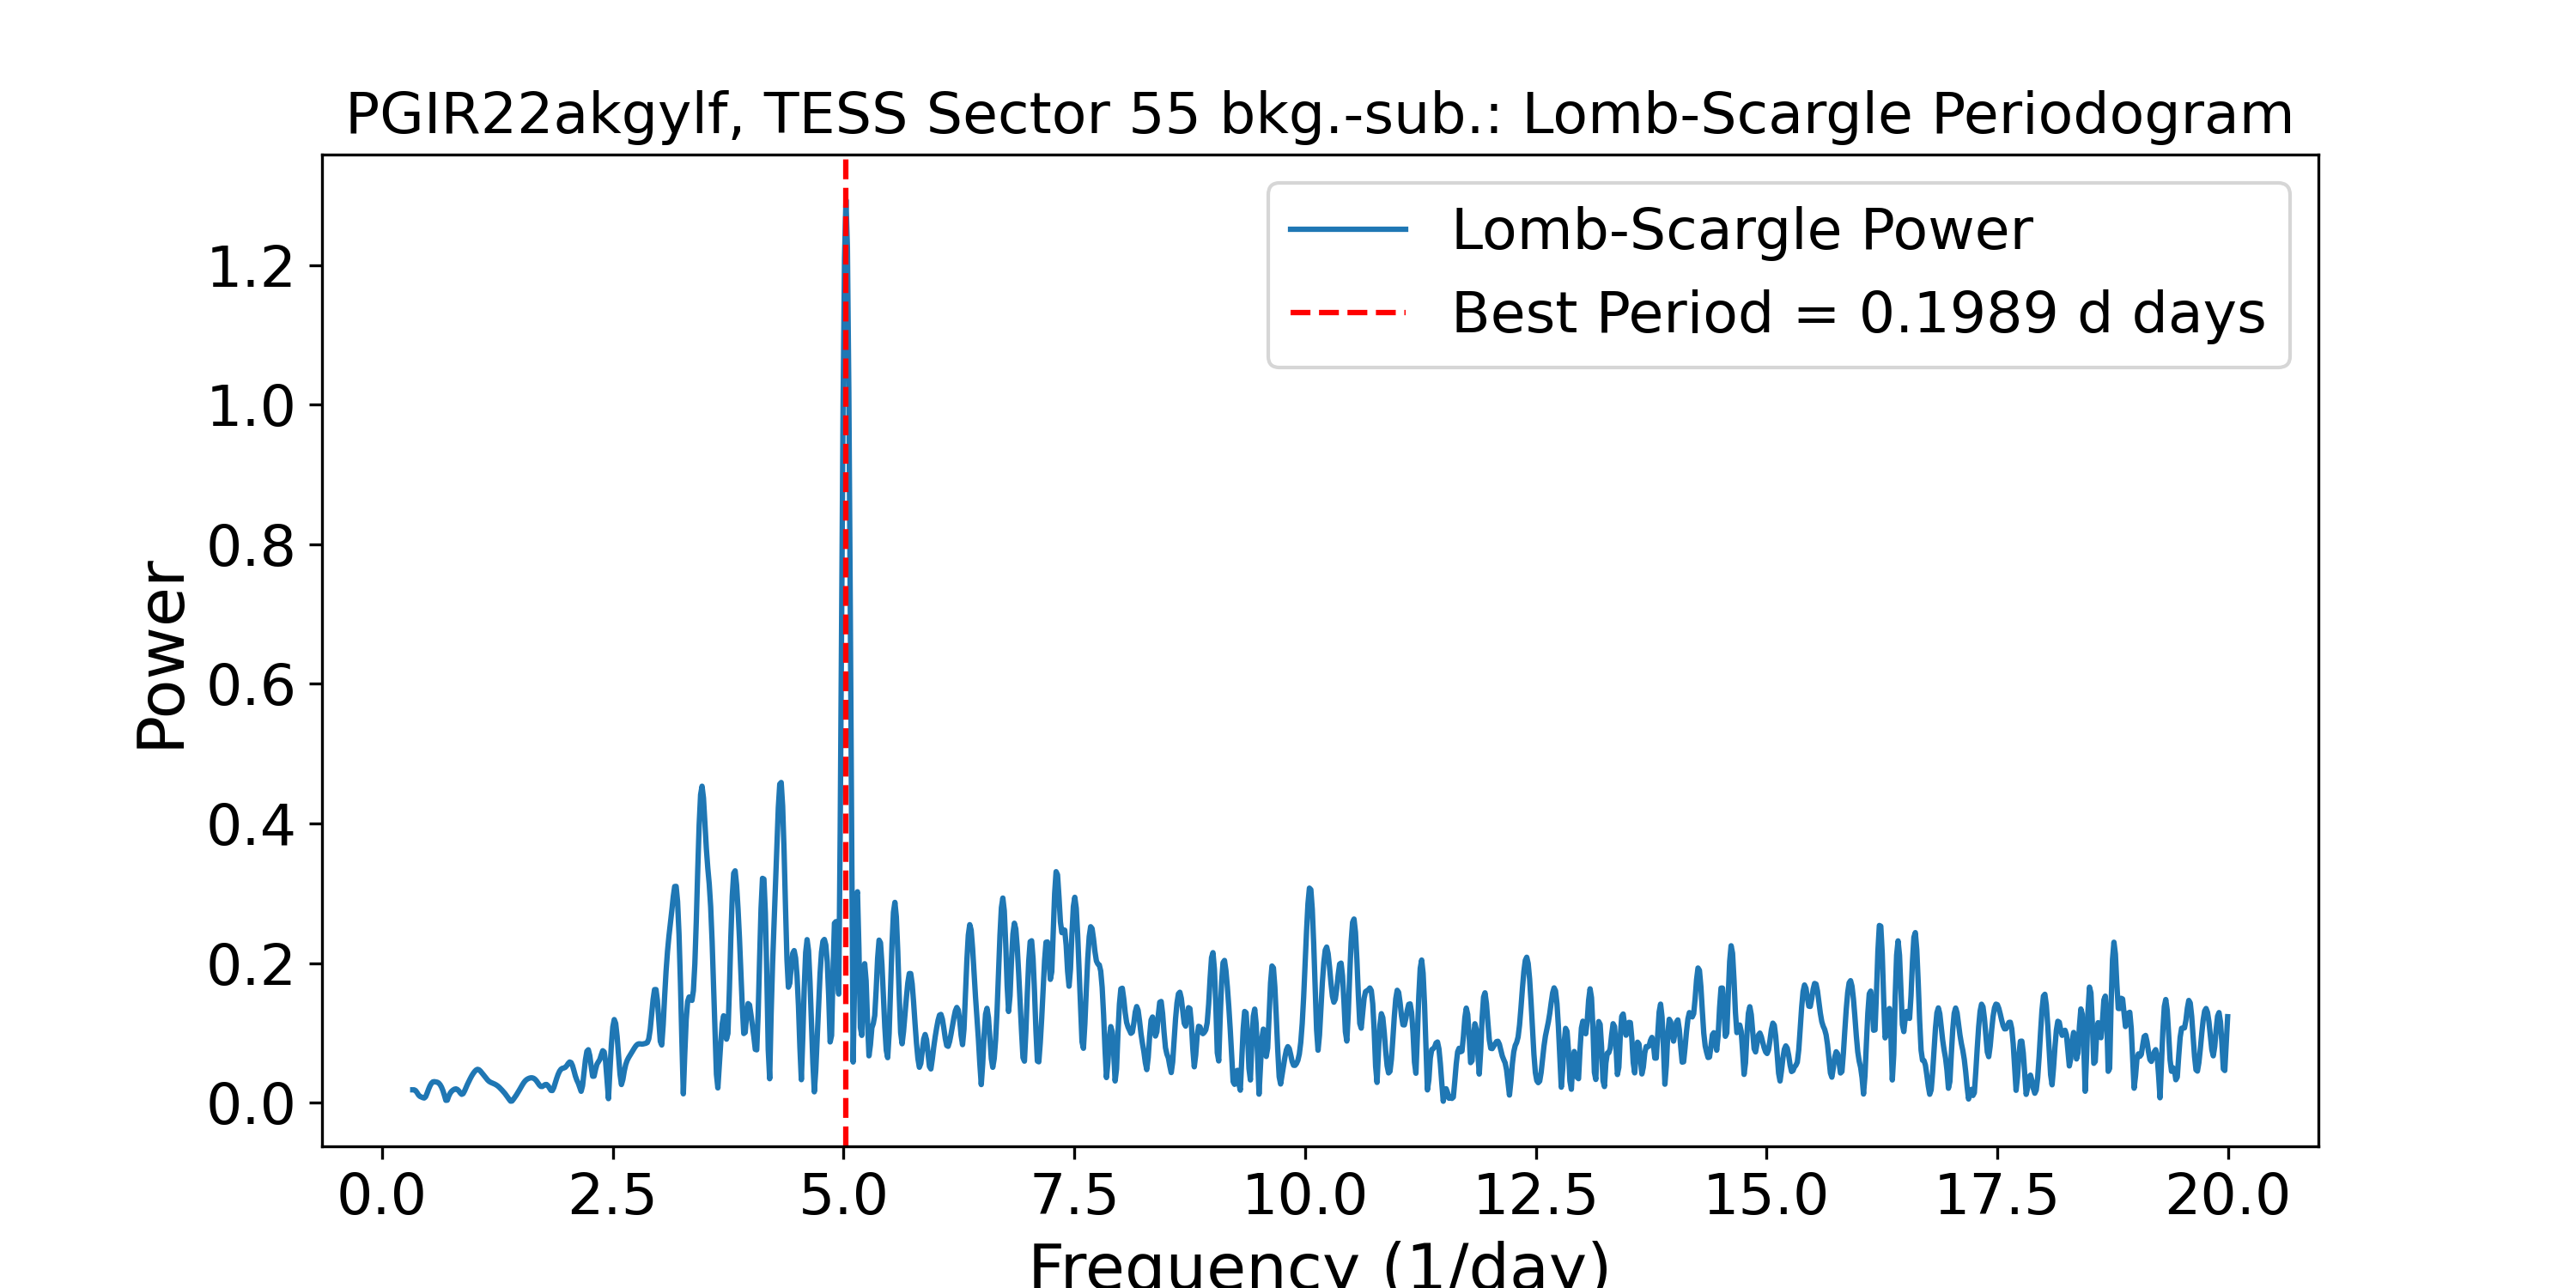 PGIR22akgylf, TESS Sector 55 bkg.-sub.: Lomb-Scargle Periodogram
Lomb-Scargle Power
Best Period = 0.1989 d days
1.2
1.0
0.8
0.6
0.4
0.2
0.0
Power
0.0 2.5 5.0 7.5 10.0 12.5 15.0 17.5 20.0
Frequency (1/day)